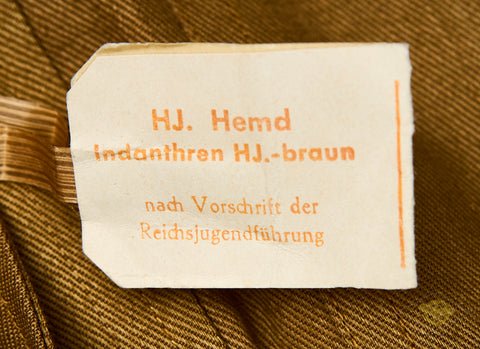 HJ. Hemd
Indanthren HJ.-braun
nach Vorschrift der
Reichsjugendführung